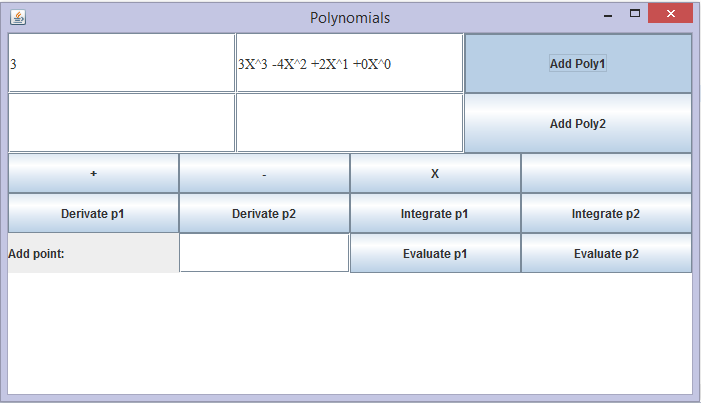 Polynomials
3 3X^3 -4X^2 +2X^1 +0X^0 Add Poly1
Add Poly2
+ - X
Derivate p1 Derivate p2 Integrate p1 Integrate p2
Add point: Evaluate p1 Evaluate p2